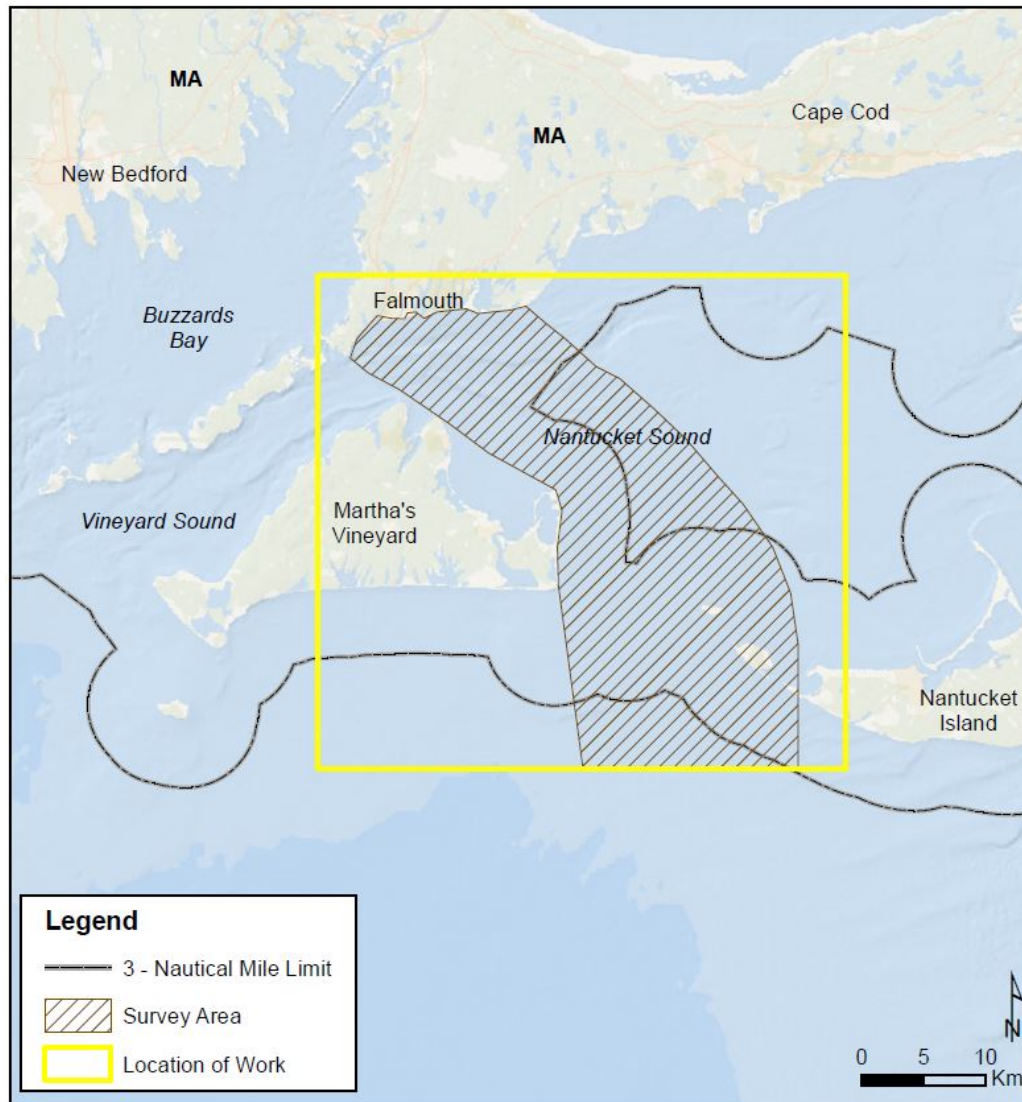 MA
MA
Cape Cod
New Bedford
Falmouth
Buzzards
Bay
Nantucket Sound
Martha's
Vineyard
Vineyard Sound
Nantucket
Island
Legend
3 - Nautical Mile Limit
Survey Area
Location of Work
N
0 5 10
Km